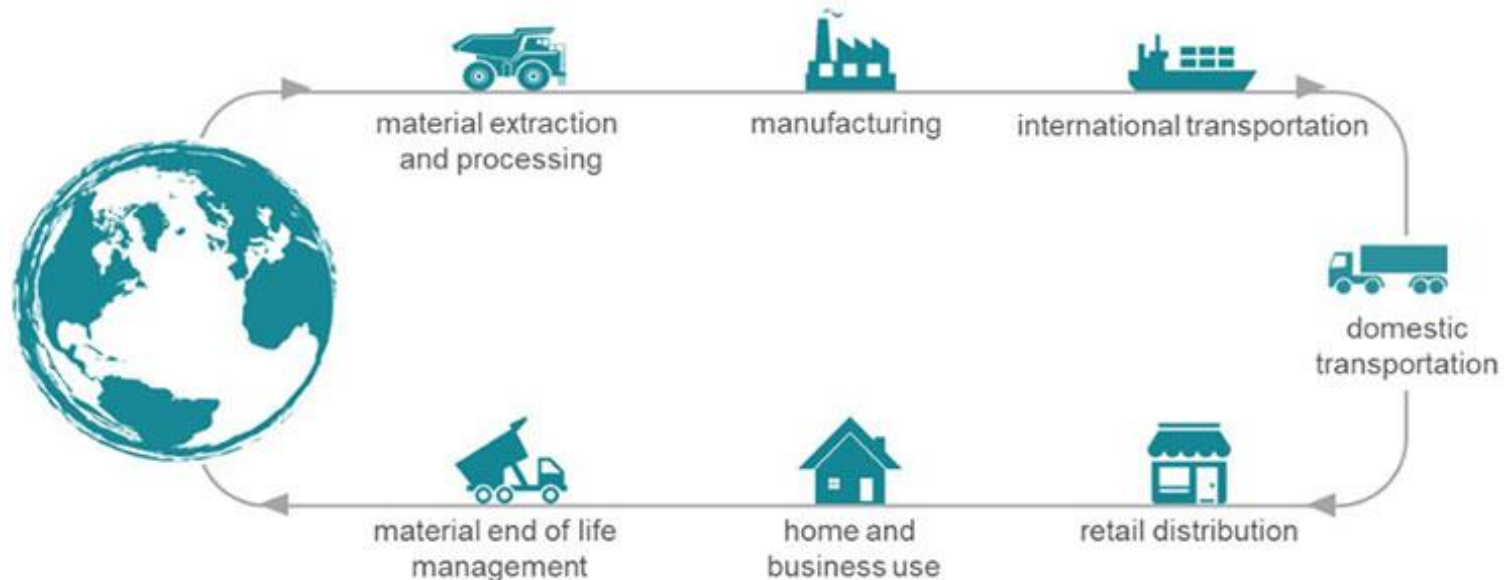 material extraction
and processing
manufacturing
international transportation
domestic
transportation
retail distribution
home and
business use
material end of life
management